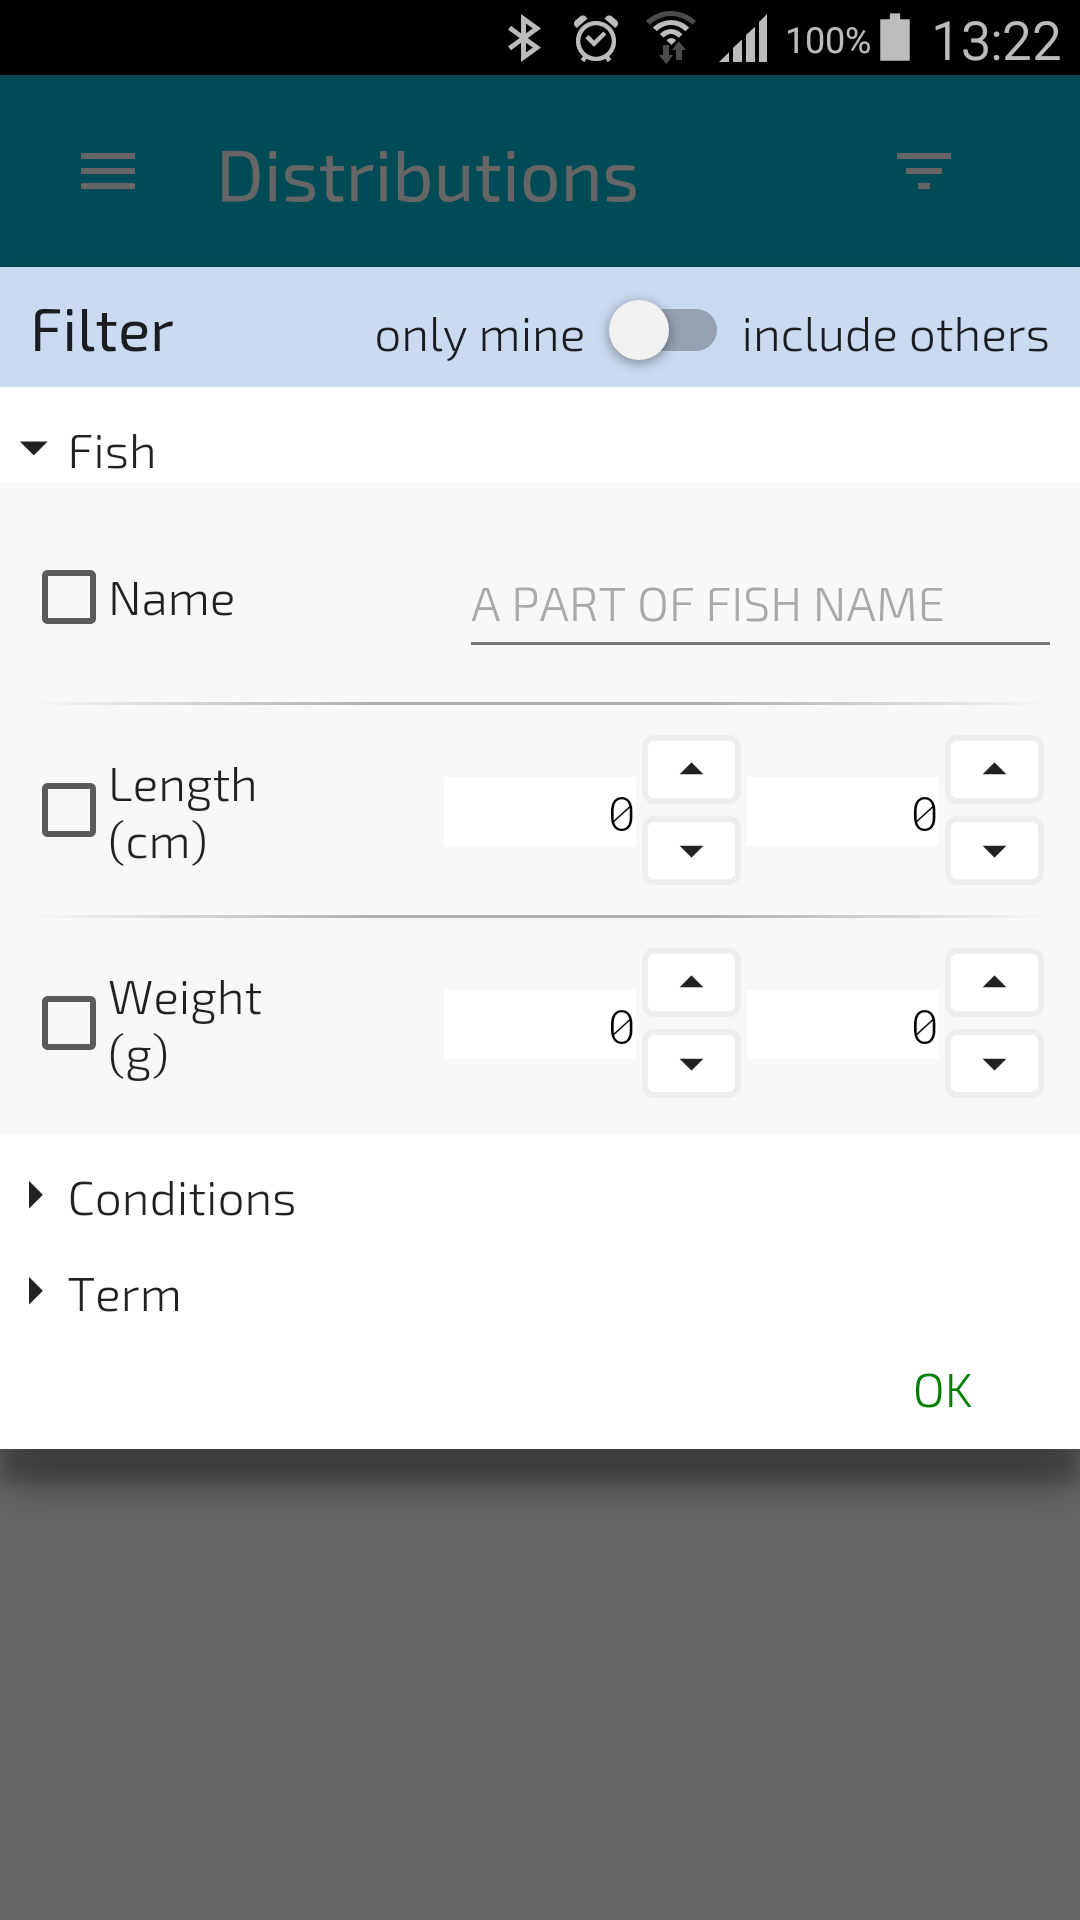 100% 13:22
Distributions
Filter only mine include others
Fish
Name A PART OF FISH NAME
Length
(cm)
0 0
Weight
(g)
0 0
Conditions
Term
OK